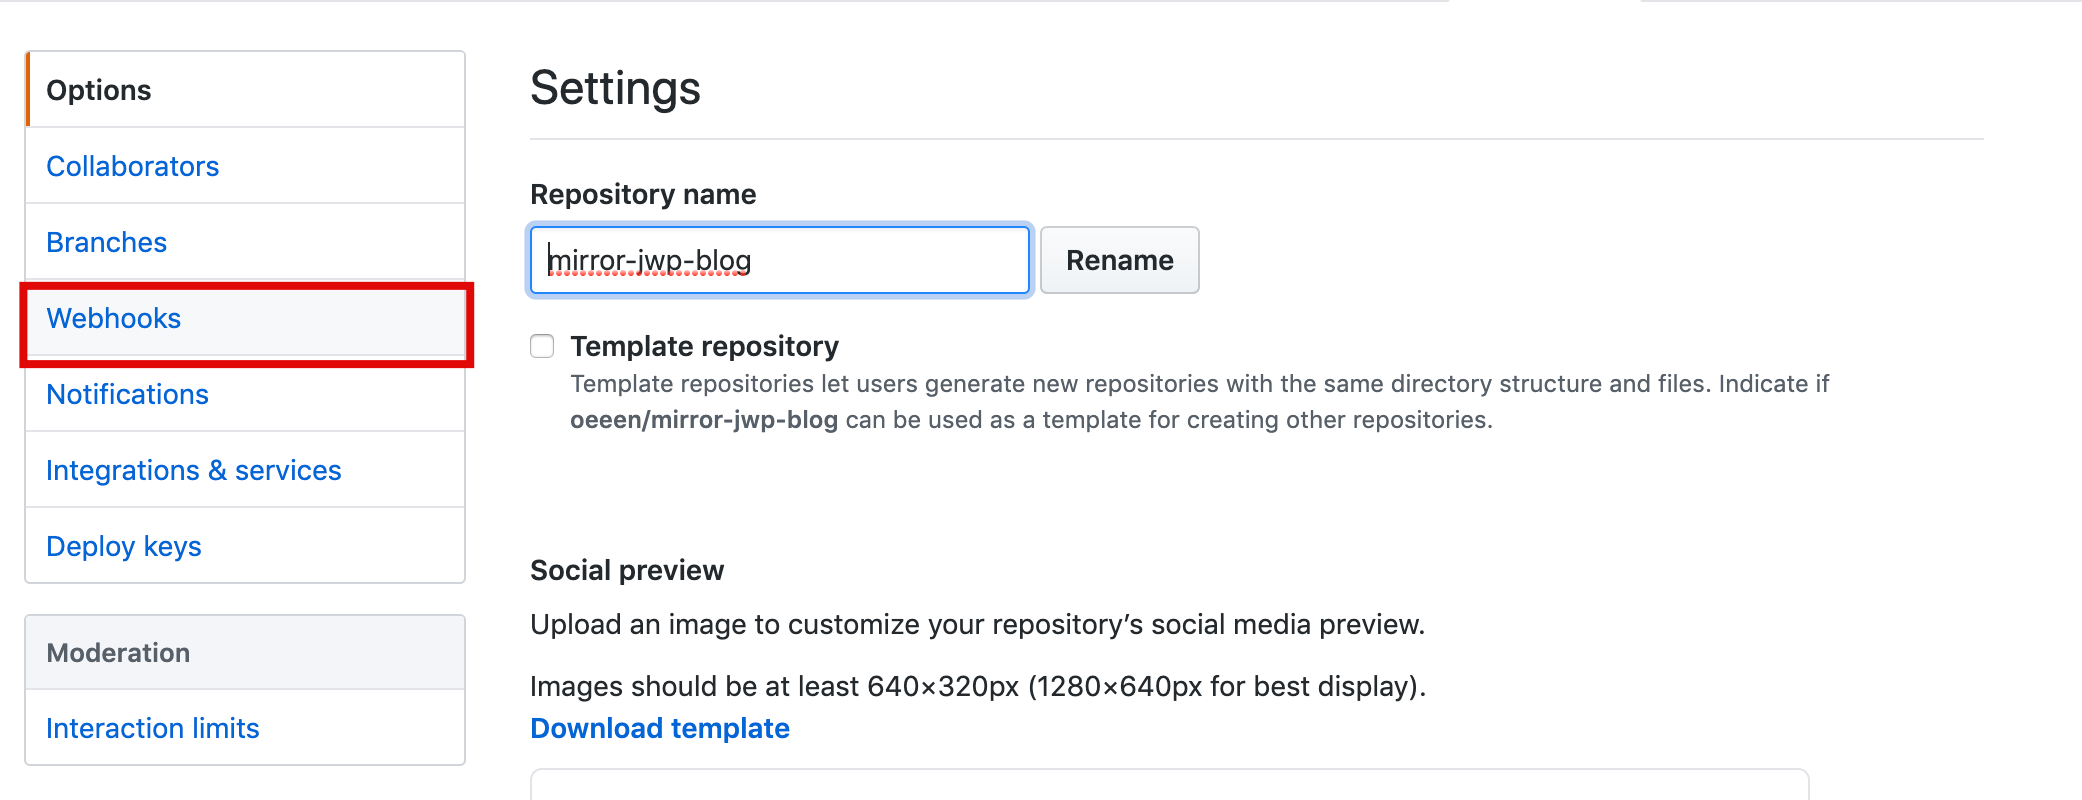 Options
Collaborators
Branches
Webhooks
Notifications
Integrations & services
Deploy keys
Moderation
Interaction limits
Settings
Repository name
mirror-jwp-blog
Rename
Template repository
Template repositories let users generate new repositories with the same directory structure and files. Indicate if
oeeen/mirror-jwp-blog can be used as a template for creating other repositories.
Social preview
Upload an image to customize your repository’s social media preview.
Images should be at least 640×320px (1280×640px for best display).
Download template